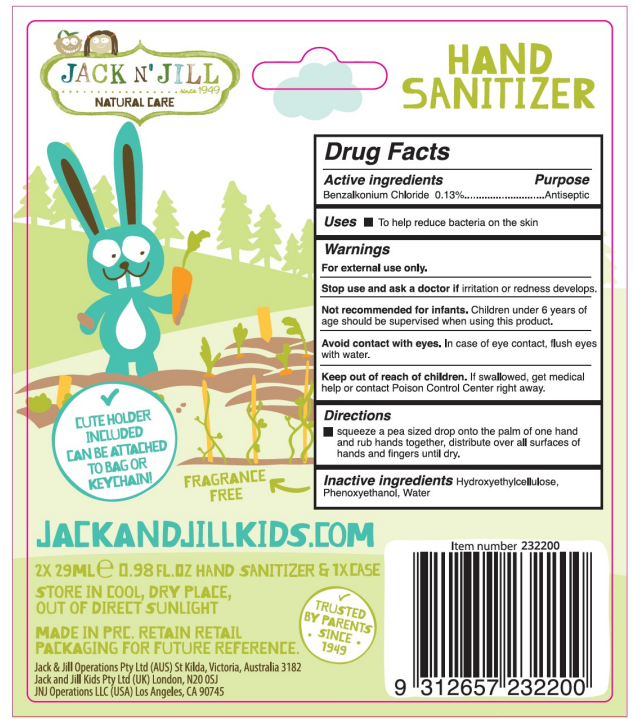 JACK N' JILL
since 1949
NATURAL CARE
HAND
SANITIZER
Drug Facts
Active ingredients Purpose
Benzalkonium Chloride 0.13%............................Antiseptic
Uses ■ To help reduce bacteria on the skin
Warnings
For external use only.
Stop use and ask a doctor if irritation or redness develops.
Not recommended for infants. Children under 6 years of
age should be supervised when using this product.
Avoid contact with eyes. In case of eye contact, flush eyes
with water.
Keep out of reach of children. If swallowed, get medical
help or contact Poison Control Center right away.
Directions
■ squeeze a pea sized drop onto the palm of one hand
and rub hands together, distribute over all surfaces of
hands and fingers until dry.
Inactive ingredients Hydroxyethylcellulose,
Phenoxyethanol, Water
CUTE HOLDER
INCLUDED
CAN BE ATTACHED
TO BAG OR
KEYCHAIN!
FRAGRANCE
FREE
JACKANDJILLKIDS.COM
2X 29ML℮ 0.98 FL.OZ HAND SANITIZER & 1X CASE
STORE IN COOL, DRY PLACE,
OUT OF DIRECT SUNLIGHT
MADE IN PRC. RETAIN RETAIL
PACKAGING FOR FUTURE REFERENCE.
TRUSTED
BY PARENTS
• SINCE •
1949
Jack & Jill Operations Pty Ltd (AUS) St Kilda, Victoria, Australia 3182
Jack and Jill Kids Pty Ltd (UK) London, N20 0SJ
JNJ Operations LLC (USA) Los Angeles, CA 90745
Item number 232200
9 312657 232200